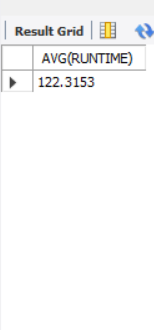 Result Grid
AVG(RUNTIME)
122.3153